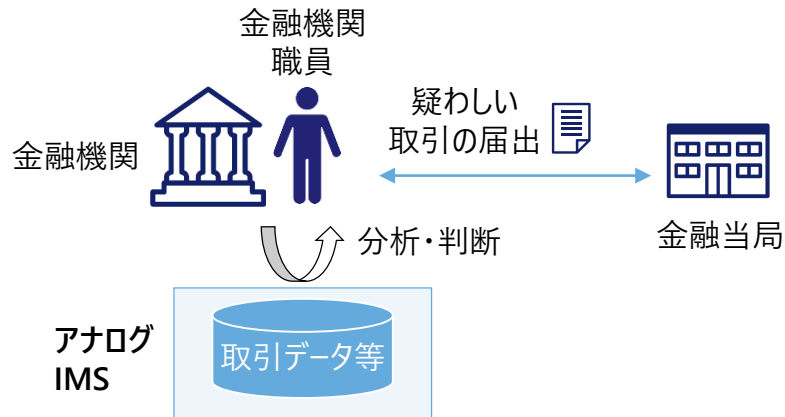 金融機関
職員
金融機関
疑わしい
取引の届出
金融当局
分析・判断
アナログ
IMS
取引データ等